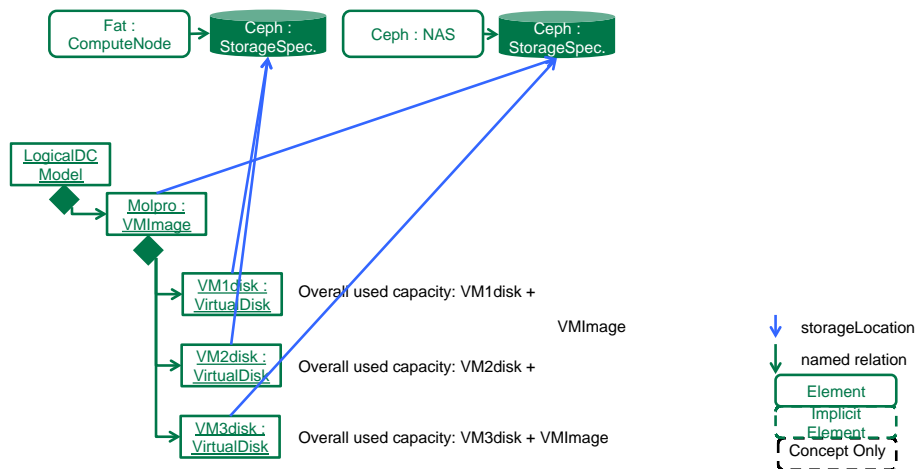 Fat :
ComputeNode
Ceph :
StorageSpec.
Ceph : NAS
Ceph :
StorageSpec.
LogicalDC
Model
Molpro :
VMImage
VM1disk :
VirtualDisk
Overall used capacity: VM1disk +
VMImage
VM2disk :
VirtualDisk
Overall used capacity: VM2disk +
VM3disk :
VirtualDisk
Overall used capacity: VM3disk + VMImage
storageLocation
named relation
Element
Implicit
Element
Concept Only